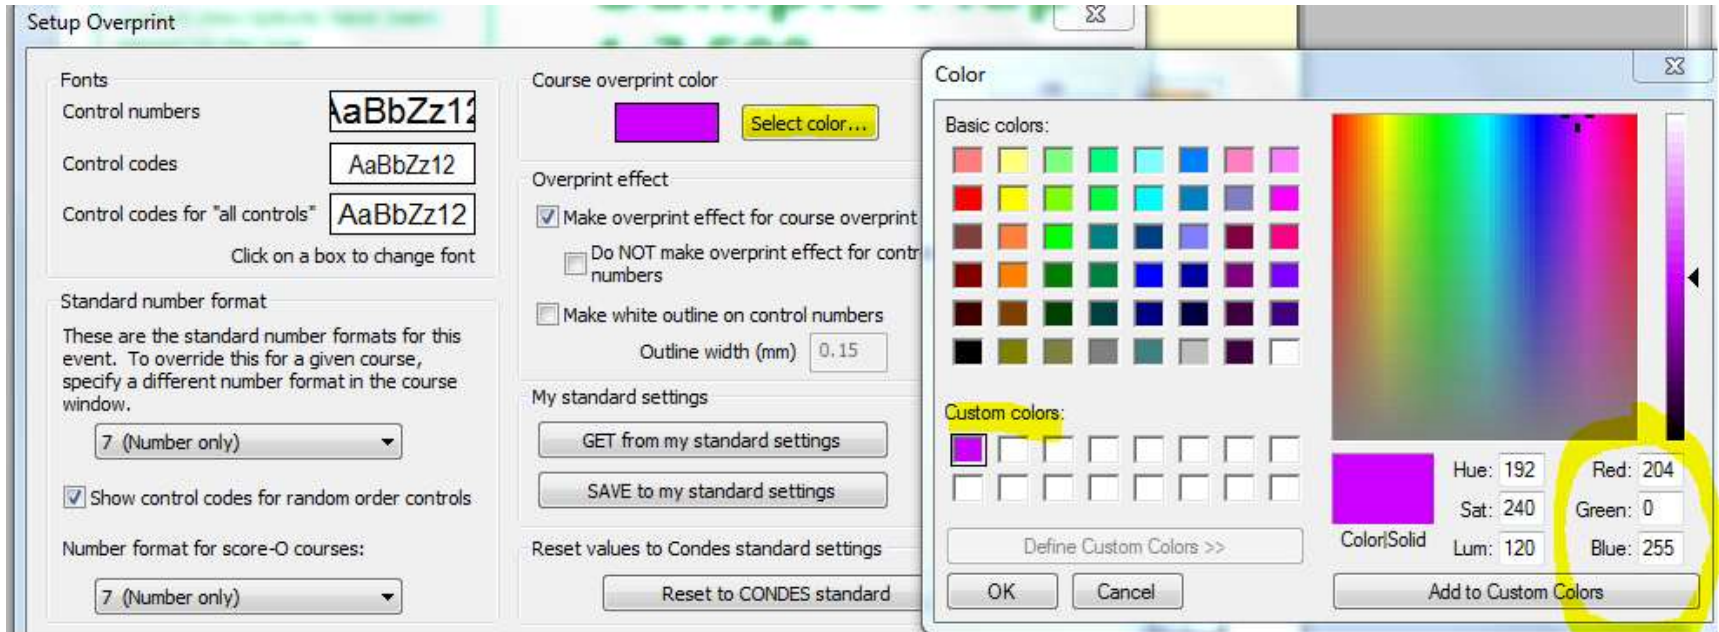 Setup Overprint
Fonts
Control numbers
AaBbZz12
Control codes
AaBbZz12
Control codes for "all controls"
AaBbZz12
Click on a box to change font
Standard number format
These are the standard number formats for this
event. To override this for a given course,
specify a different number format in the course
window.
7 (Number only)
Show control codes for random order controls
Number format for score-O courses:
7 (Number only)
Course overprint color
Select color...
Overprint effect
Make overprint effect for course overprint
Do NOT make overprint effect for contr
numbers
Make white outline on control numbers
Outline width (mm) 0.15
My standard settings
GET from my standard settings
SAVE to my standard settings
Reset values to Condes standard settings
Reset to CONDES standard
Color
Basic colors:
Custom colors:
Define Custom Colors >>
OK
Cancel
Color|Solid
Hue: 192
Sat: 240
Lum: 120
Red: 204
Green: 0
Blue: 255
Add to Custom Colors